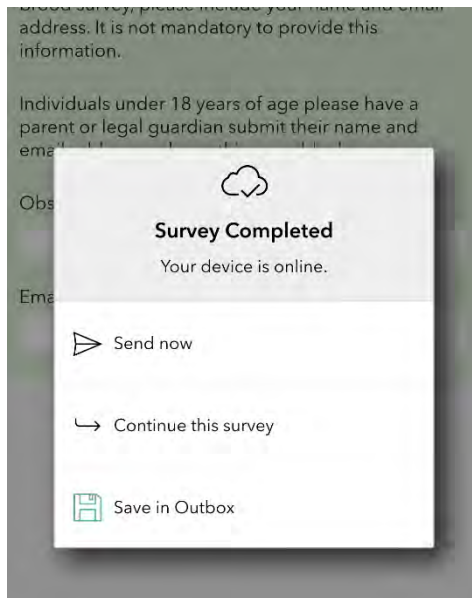 brood survey, please include your name and email
address. It is not mandatory to provide this
information.
Individuals under 18 years of age please have a
parent or legal guardian submit their name and
Obs
Ema
Survey Completed
Your device is online.
Send now
Continue this survey
Save in Outbox